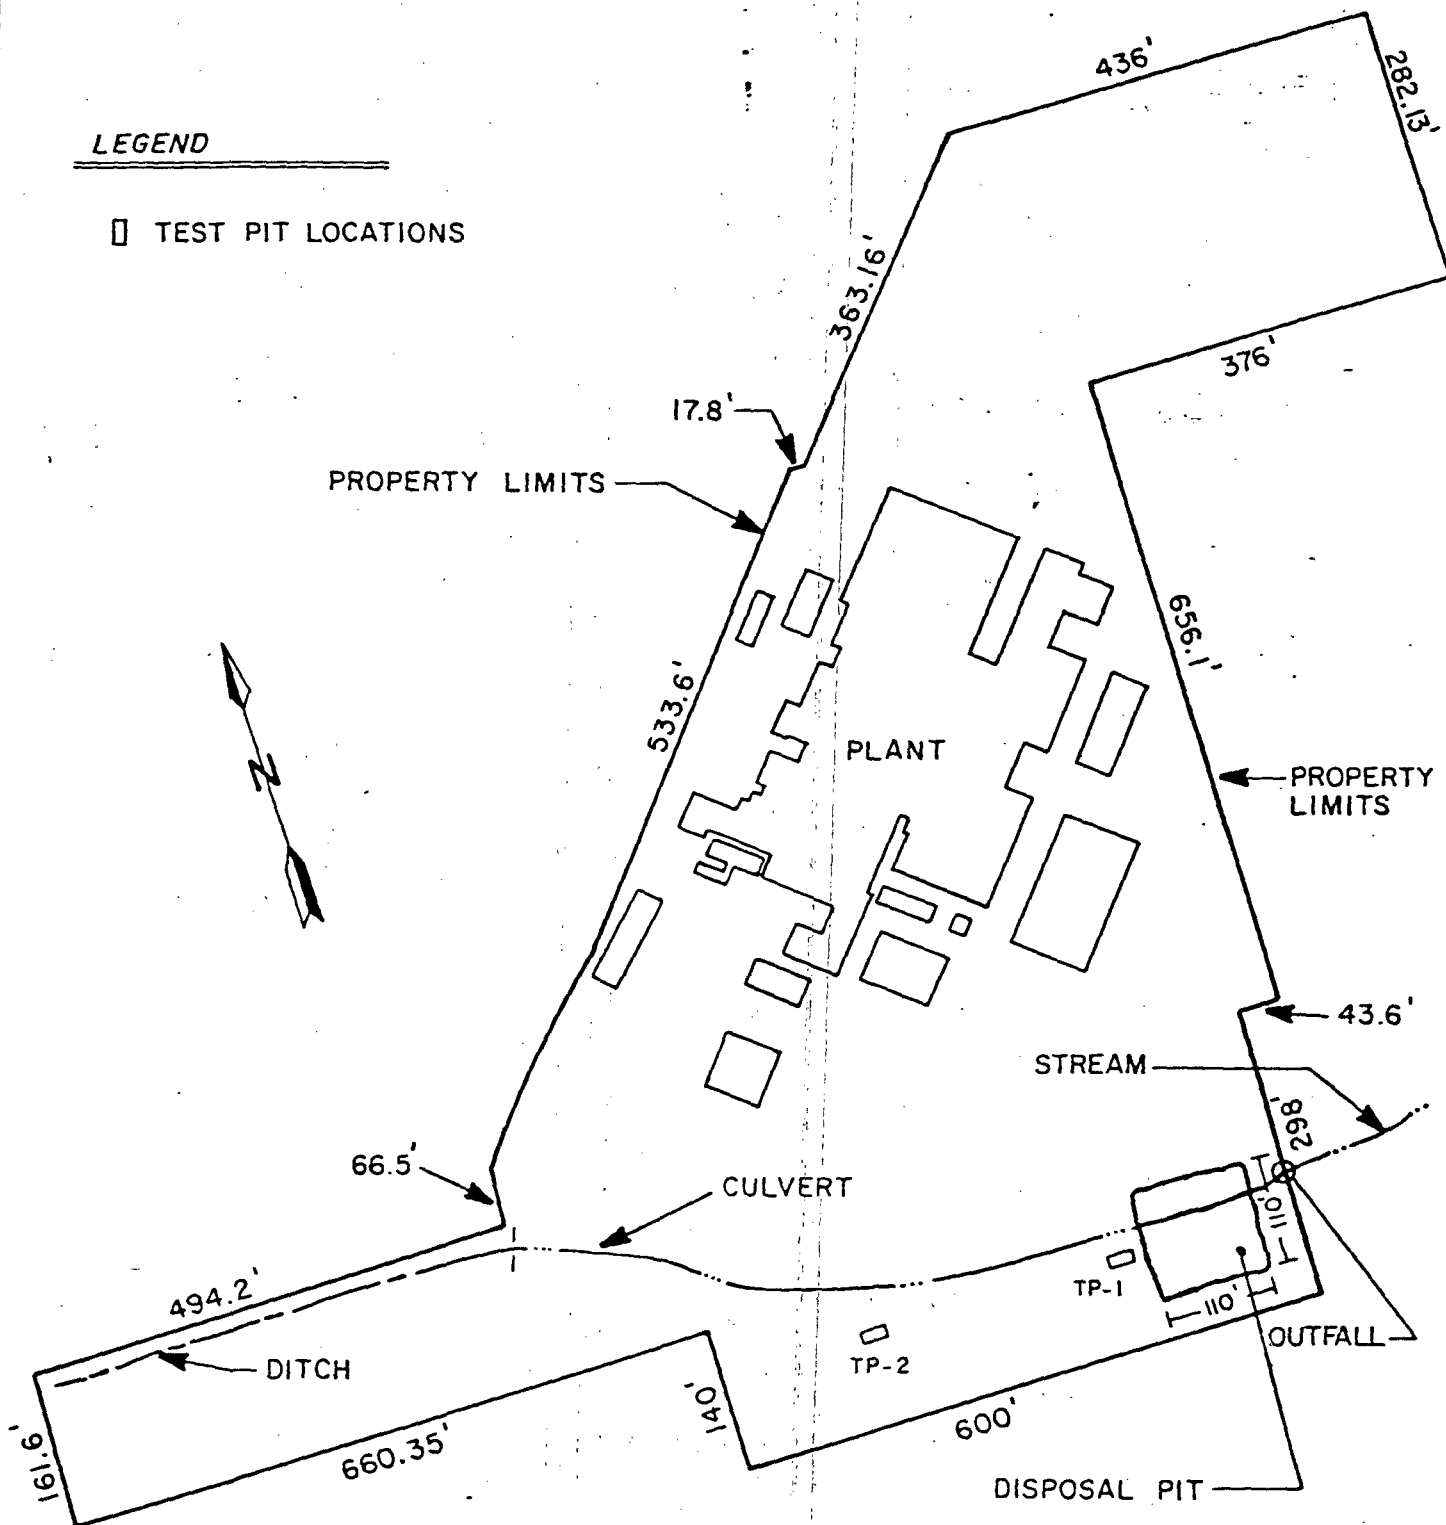 436'
282.13'
LEGEND
TEST PIT LOCATIONS
363.16'
376'
17.8'
PROPERTY LIMITS
656.1'
533.6'
N
PLANT
PROPERTY
LIMITS
43.6'
STREAM
298'
66.5'
CULVERT
110'
494.2'
TP-1
110'
OUTFALL
DITCH
TP-2
140'
600'
161.6'
660.35'
DISPOSAL PIT